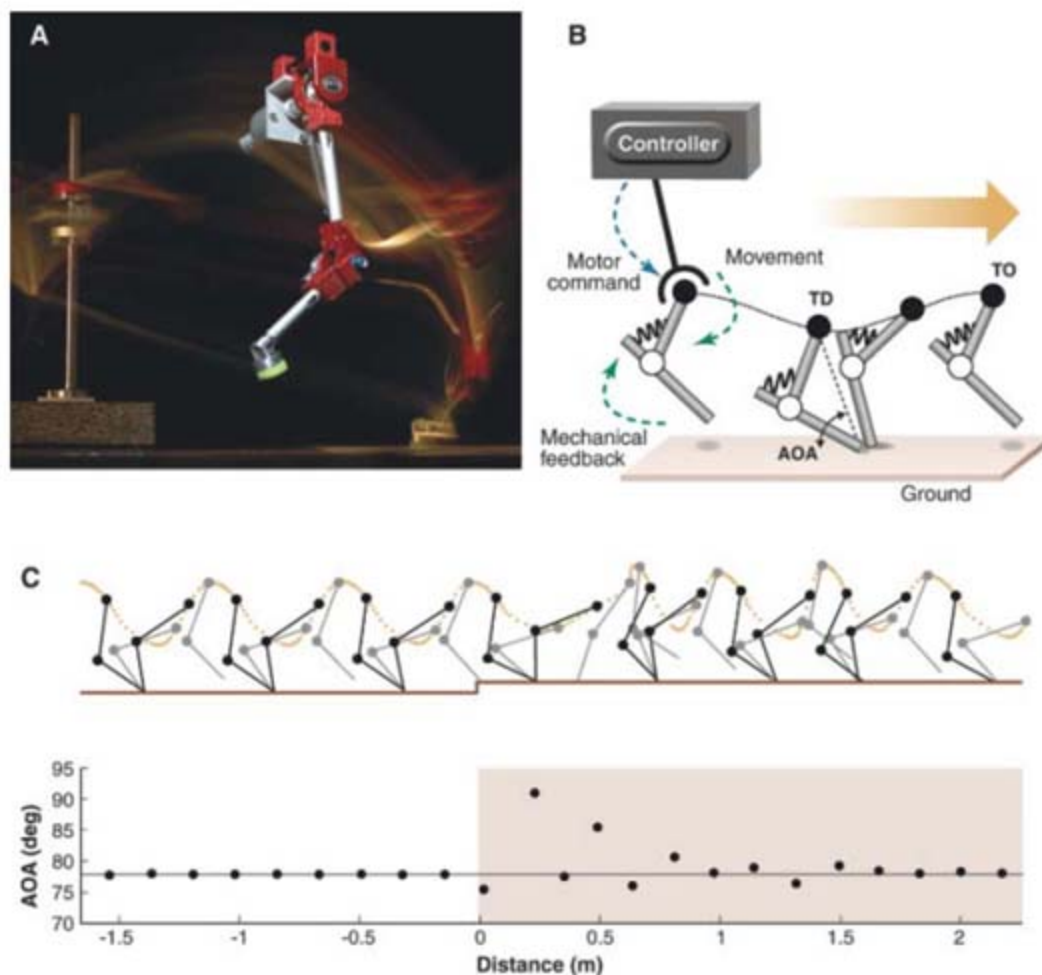 A
B
Controller
Motor
command
Movement
TD
TO
Mechanical
feedback
AOA
Ground
C
AOA (deg)
95
90
85
80
75
70
-1.5
-1
-0.5
0
0.5
1
1.5
2
Distance (m)